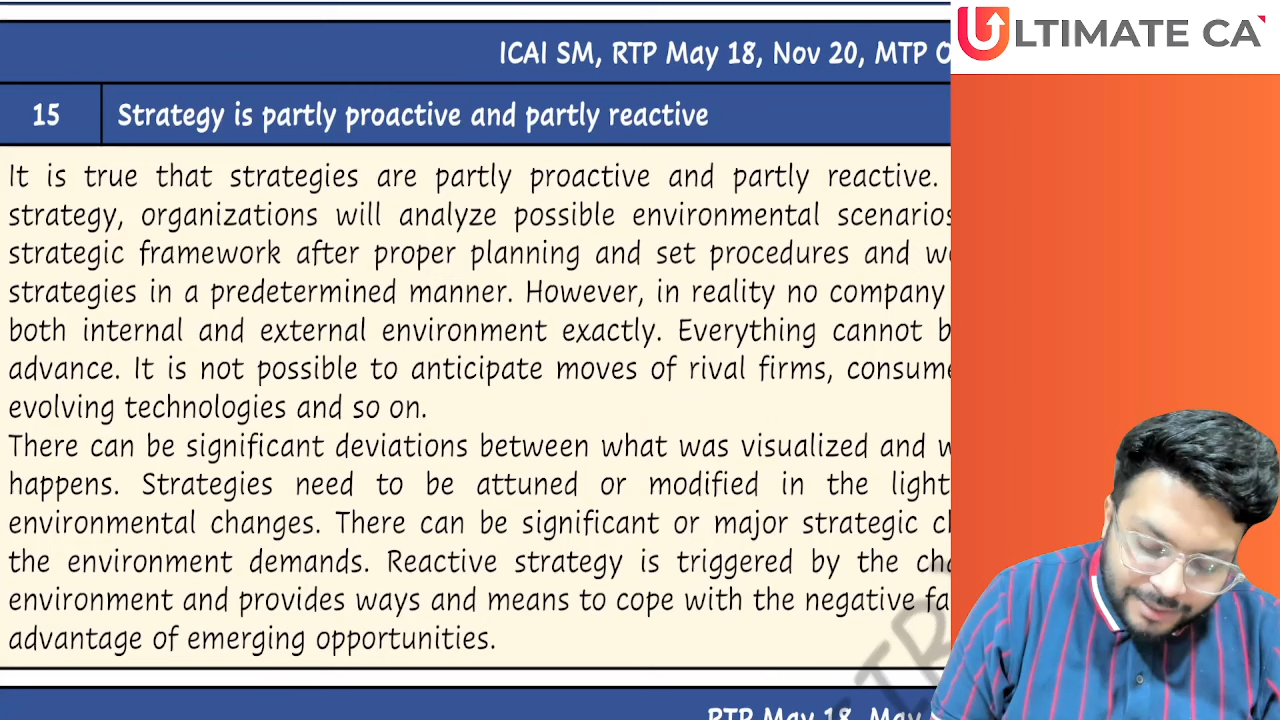 ULTIMATE CA
ICAI SM, RTP May 18, Nov 20, MTP
15 Strategy is partly proactive and partly reactive
It is true that strategies are partly proactive and partly reactive.
strategy, organizations will analyze possible environmental scenarios
strategic framework after proper planning and set procedures and
strategies in a predetermined manner. However, in reality no company
both internal and external environment exactly. Everything cannot
advance. It is not possible to anticipate moves of rival firms,
evolving technologies and so on.
There can be significant deviations between what was visualized and
happens. Strategies need to be attuned or modified in the light
environmental changes. There can be significant or major strategic
the environment demands. Reactive strategy is triggered by the
environment and provides ways and means to cope with the negative
advantage of emerging opportunities.
RTP May 18, May